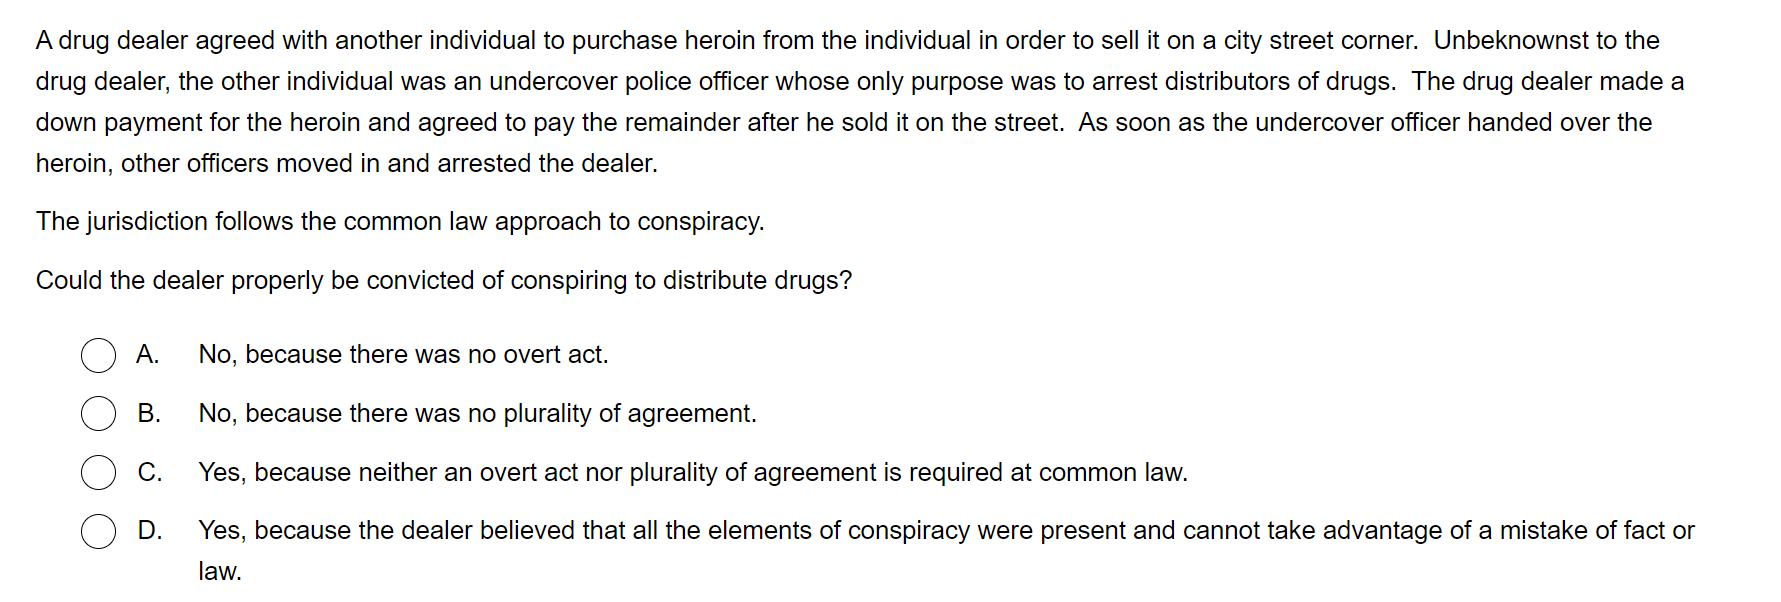 A drug dealer agreed with another individual to purchase heroin from the individual in order to sell it on a city street corner.  Unbeknownst to the
drug dealer, the other individual was an undercover police officer whose only purpose was to arrest distributors of drugs.  The drug dealer made a
down payment for the heroin and agreed to pay the remainder after he sold it on the street.  As soon as the undercover officer handed over the
heroin, other officers moved in and arrested the dealer.
The jurisdiction follows the common law approach to conspiracy.
Could the dealer properly be convicted of conspiring to distribute drugs?
A. No, because there was no overt act.
B. No, because there was no plurality of agreement.
C. Yes, because neither an overt act nor plurality of agreement is required at common law.
D. Yes, because the dealer believed that all the elements of conspiracy were present and cannot take advantage of a mistake of fact or
law.